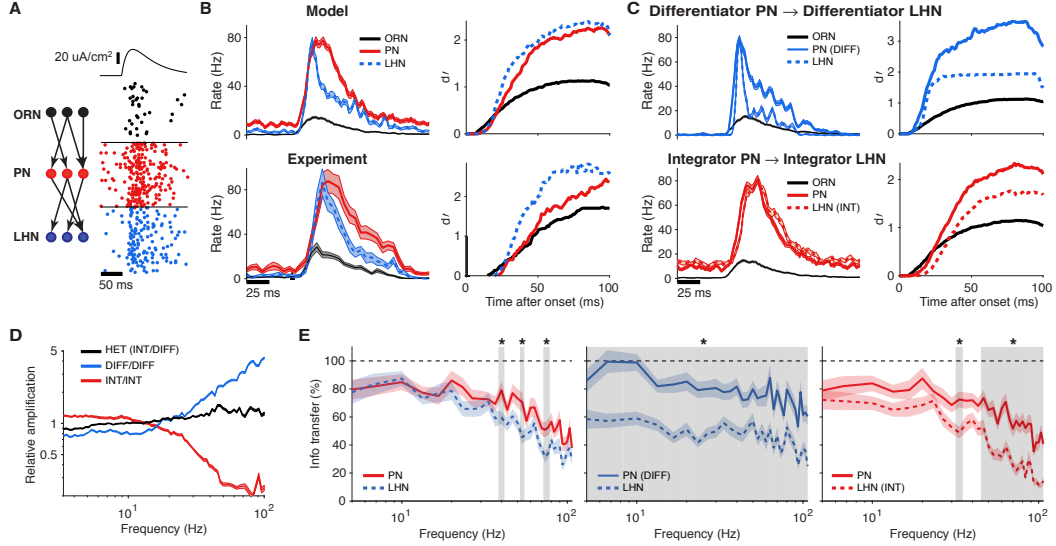 A
20 uA/cm²
ORN
PN
LHN
50 ms
B
Model
Rate (Hz)
80
40
0
ORN
PN
LHN
d′
2
1
0
Experiment
Rate (Hz)
80
40
0
25 ms
d′
2
1
0
0
50
100
Time after onset (ms)
C
Differentiator PN → Differentiator LHN
Rate (Hz)
80
40
0
ORN
PN (DIFF)
LHN
d′
3
2
1
0
Integrator PN → Integrator LHN
Rate (Hz)
80
40
0
ORN
PN
LHN (INT)
25 ms
d′
2
1
0
0
50
100
Time after onset (ms)
D
Relative amplification
5
1
0.5
HET (INT/DIFF)
DIFF/DIFF
INT/INT
10¹
10²
Frequency (Hz)
E
Info transfer (%)
100
80
60
40
20
0
* * *
PN
LHN
10¹
10²
Frequency (Hz)
*
PN (DIFF)
LHN
10¹
10²
Frequency (Hz)
* *
PN
LHN (INT)
10¹
10²
Frequency (Hz)